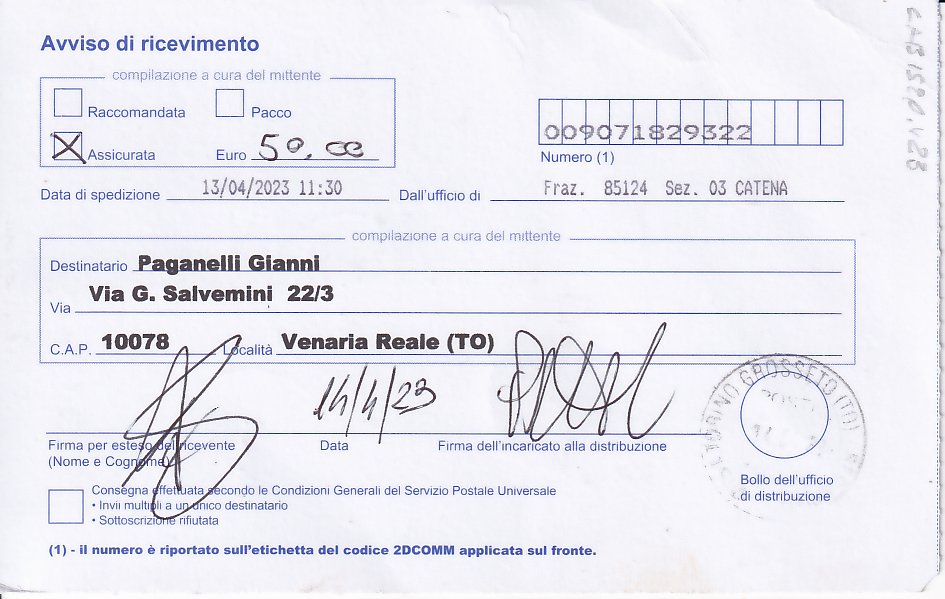 Avviso di ricevimento
compilazione a cura del mittente
Raccomandata Pacco
Assicurata Euro 50,00
009071829322
Numero (1)
Data di spedizione 13/04/2023 11:30 Dall'ufficio di Fraz. 85124 Sez. 03 CATENA
compilazione a cura del mittente
Destinatario Paganelli Gianni
Via Via G. Salvemini 22/3
C.A.P. 10078 Località Venaria Reale (TO)
14/4/23
Firma per esteso del ricevente Data Firma dell'incaricato alla distribuzione
(Nome e Cognome)
GROSSETO (TO)
Bollo dell'ufficio
di distribuzione
Consegna effettuata secondo le Condizioni Generali del Servizio Postale Universale
• Invii multipli a un unico destinatario
• Sottoscrizione rifiutata
(1) - il numero è riportato sull'etichetta del codice 2DCOMM applicata sul fronte.